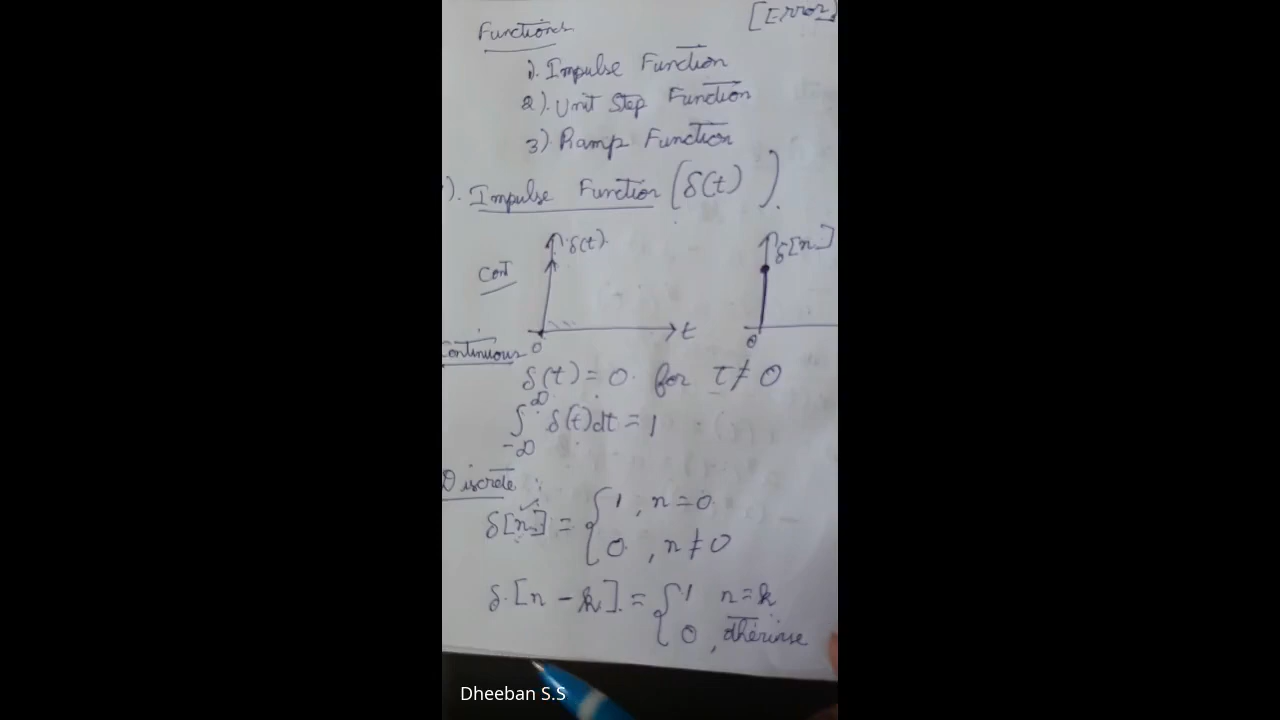 [Error]
Functions
1). Impulse Function
2). Unit Step Function
3). Ramp Function
). Impulse Function (δ(t) ).
δ(t).
δ[n]
Cont
t
0
0
Continuous
δ(t) = 0. for t ≠ 0
∫_{-∞}^{∞} δ(t)dt = 1
Discrete :
δ[n] = { 1 , n = 0
0 , n ≠ 0
δ[n - k] = { 1 n = k
0 , otherwise
Dheeban S.S